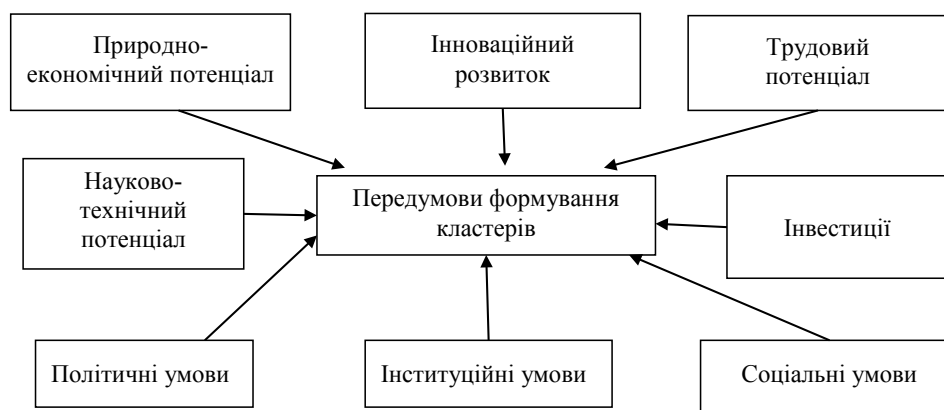 Природно-
економічний потенціал
Інноваційний
розвиток
Трудовий
потенціал
Науково-
технічний
потенціал
Передумови формування
кластерів
Інвестиції
Політичні умови
Інституційні умови
Соціальні умови